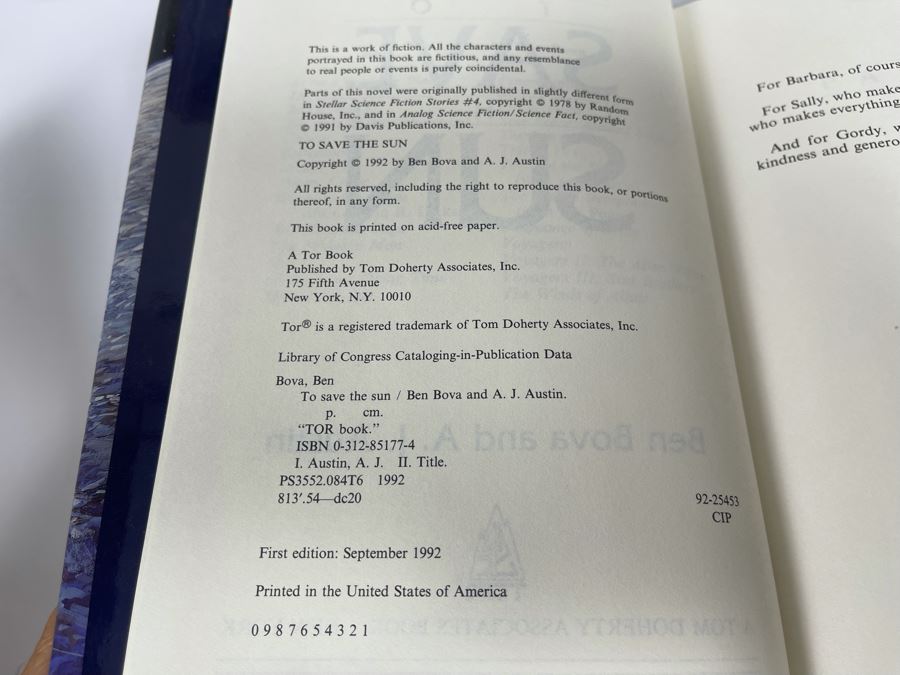 This is a work of fiction. All the characters and events
portrayed in this book are fictitious, and any resemblance
to real people or events is purely coincidental.
Parts of this novel were originally published in slightly different form
in Stellar Science Fiction Stories #4, copyright © 1978 by Random
House, Inc., and in Analog Science Fiction/Science Fact, copyright
© 1991 by Davis Publications, Inc.
TO SAVE THE SUN
Copyright © 1992 by Ben Bova and A. J. Austin
All rights reserved, including the right to reproduce this book, or portions
thereof, in any form.
This book is printed on acid-free paper.
A Tor Book
Published by Tom Doherty Associates, Inc.
175 Fifth Avenue
New York, N.Y. 10010
Tor® is a registered trademark of Tom Doherty Associates, Inc.
Library of Congress Cataloging-in-Publication Data
Bova, Ben
To save the sun / Ben Bova and A. J. Austin.
p. cm.
"TOR book."
ISBN 0-312-85177-4
I. Austin, A. J. II. Title.
PS3552.084T6 1992
813'.54—dc20
92-25453
CIP
First edition: September 1992
Printed in the United States of America
0 9 8 7 6 5 4 3 2 1
For Barbara, of cours
For Sally, who make
who makes everything
And for Gordy, w
kindness and genero